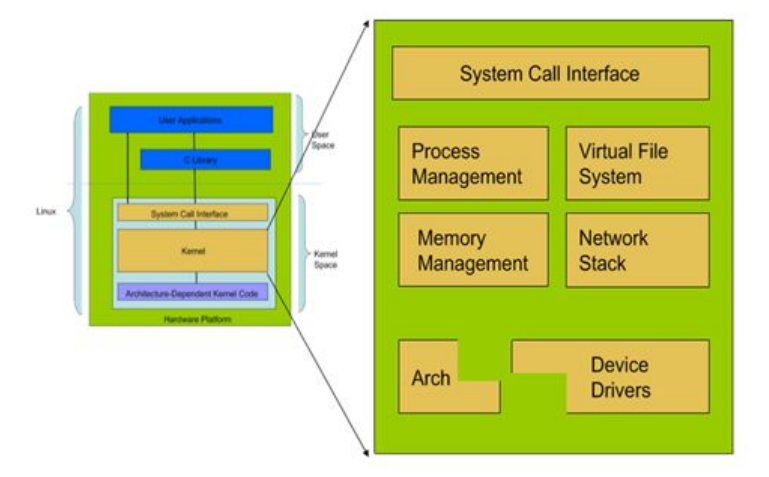 User Applications
C-Library
User
Space
Linux
System Call Interface
Kernel
Architecture-Dependent Kernel Code
Kernel
Space
Hardware Platform
System Call Interface
Process
Management
Virtual File
System
Memory
Management
Network
Stack
Arch
Device
Drivers